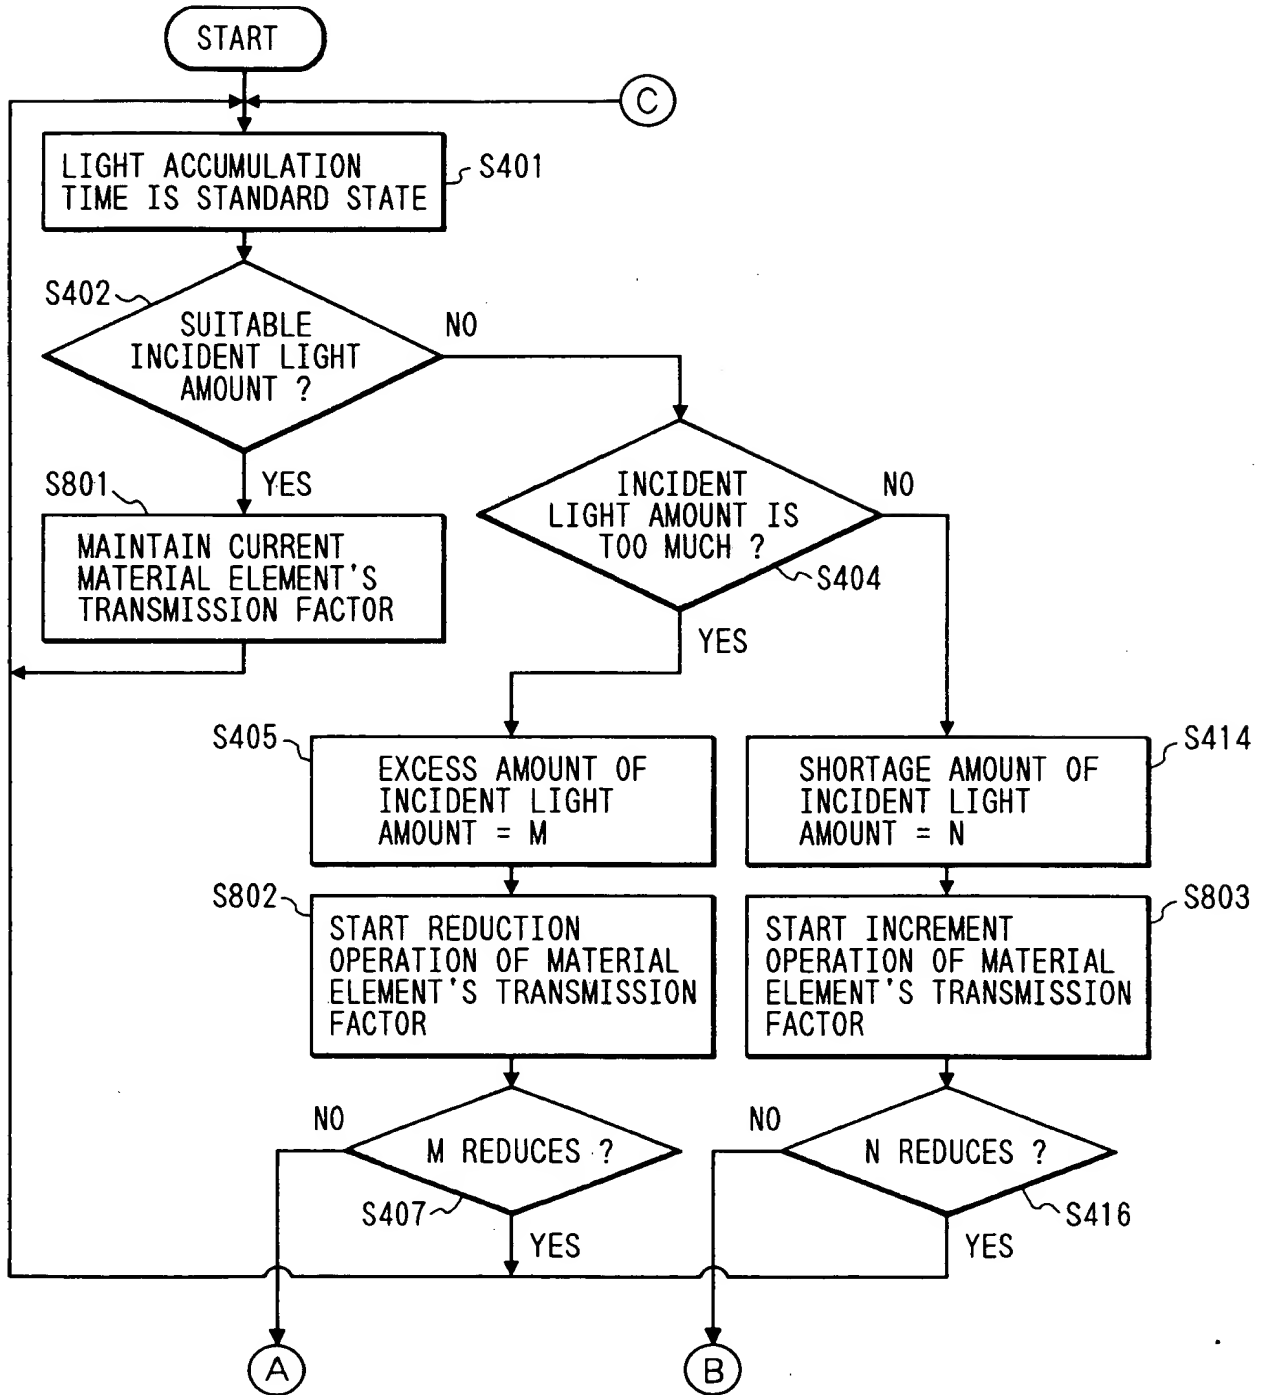 START
C
LIGHT ACCUMULATION
TIME IS STANDARD STATE
S401
S402
SUITABLE
INCIDENT LIGHT
AMOUNT ?
NO
YES
S801
MAINTAIN CURRENT
MATERIAL ELEMENT'S
TRANSMISSION FACTOR
INCIDENT
LIGHT AMOUNT IS
TOO MUCH ?
NO
S404
YES
S405
EXCESS AMOUNT OF
INCIDENT LIGHT
AMOUNT = M
SHORTAGE AMOUNT OF
INCIDENT LIGHT
AMOUNT = N
S414
S802
START REDUCTION
OPERATION OF MATERIAL
ELEMENT'S TRANSMISSION
FACTOR
START INCREMENT
OPERATION OF MATERIAL
ELEMENT'S TRANSMISSION
FACTOR
S803
NO
M REDUCES ?
S407
YES
NO
N REDUCES ?
S416
YES
A
B